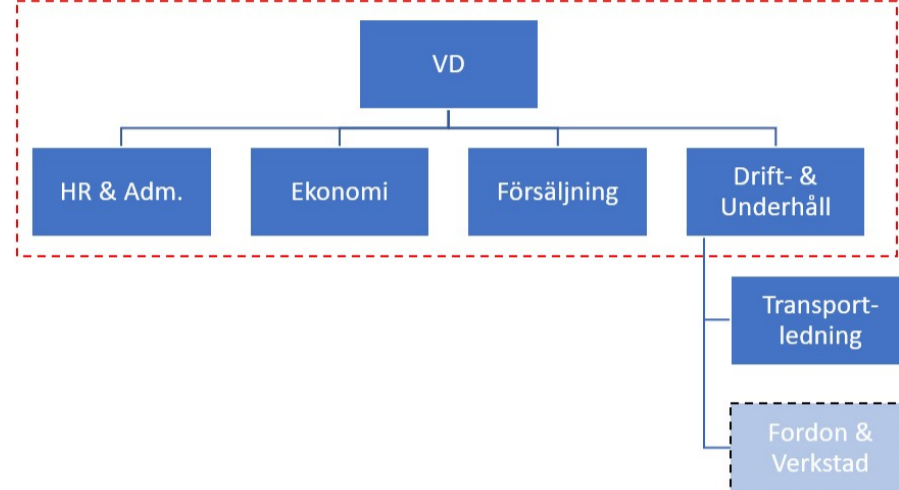 VD
HR & Adm.
Ekonomi
Försäljning
Drift- &
Underhåll
Transport-
ledning
Fordon &
Verkstad